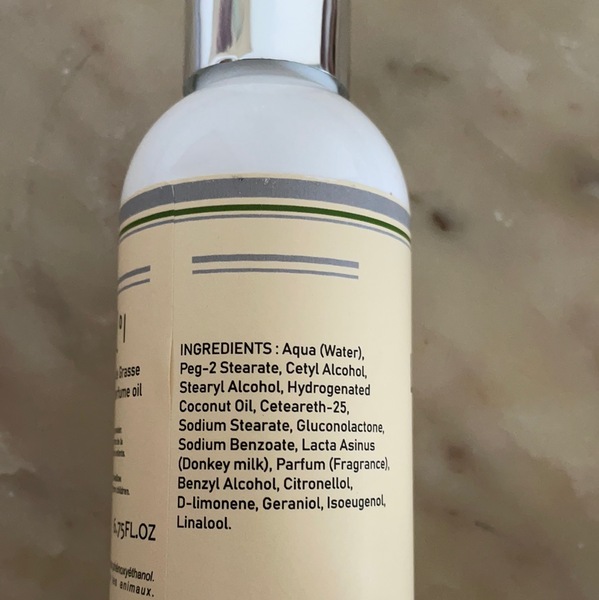 INGREDIENTS : Aqua (Water),
Peg-2 Stearate, Cetyl Alcohol,
Stearyl Alcohol, Hydrogenated
Coconut Oil, Ceteareth-25,
Sodium Stearate, Gluconolactone,
Sodium Benzoate, Lacta Asinus
(Donkey milk), Parfum (Fragrance),
Benzyl Alcohol, Citronellol,
D-limonene, Geraniol, Isoeugenol,
Linalool.
Grasse
oil
6.75FL.OZ
animaux.